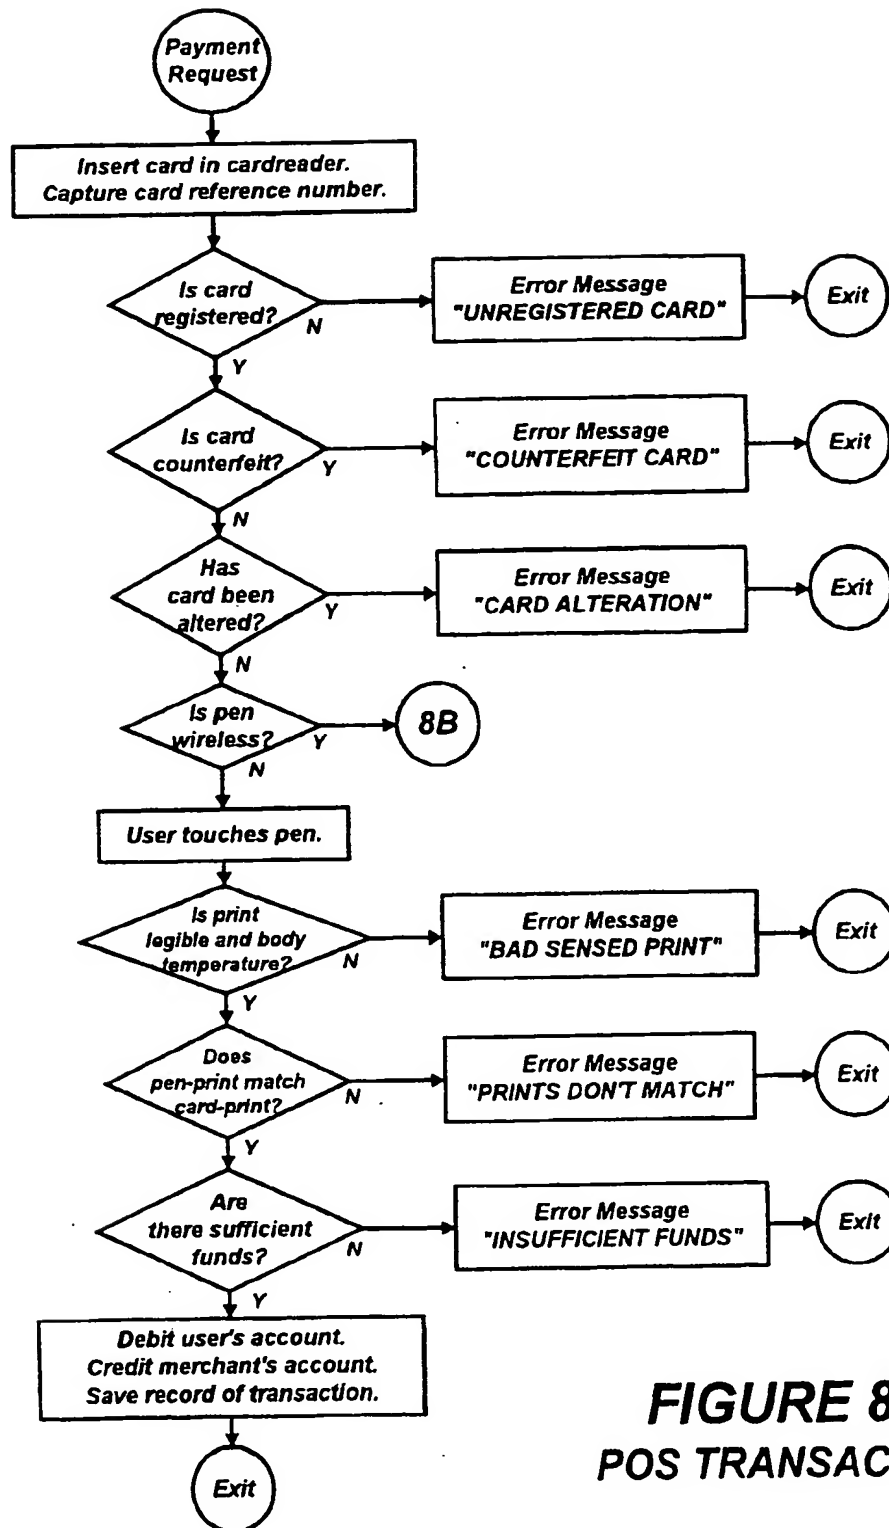 Payment
Request
Insert card in cardreader.
Capture card reference number.
Is card
registered?
N
Error Message
"UNREGISTERED CARD"
Exit
Y
Is card
counterfeit?
Y
Error Message
"COUNTERFEIT CARD"
Exit
N
Has
card been
altered?
Y
Error Message
"CARD ALTERATION"
Exit
N
Is pen
wireless?
Y
8B
N
User touches pen.
Is print
legible and body
temperature?
N
Error Message
"BAD SENSED PRINT"
Exit
Y
Does
pen-print match
card-print?
N
Error Message
"PRINTS DON'T MATCH"
Exit
Y
Are
there sufficient
funds?
N
Error Message
"INSUFFICIENT FUNDS"
Exit
Y
Debit user's account.
Credit merchant's account.
Save record of transaction.
Exit
FIGURE 8
POS TRANSAC